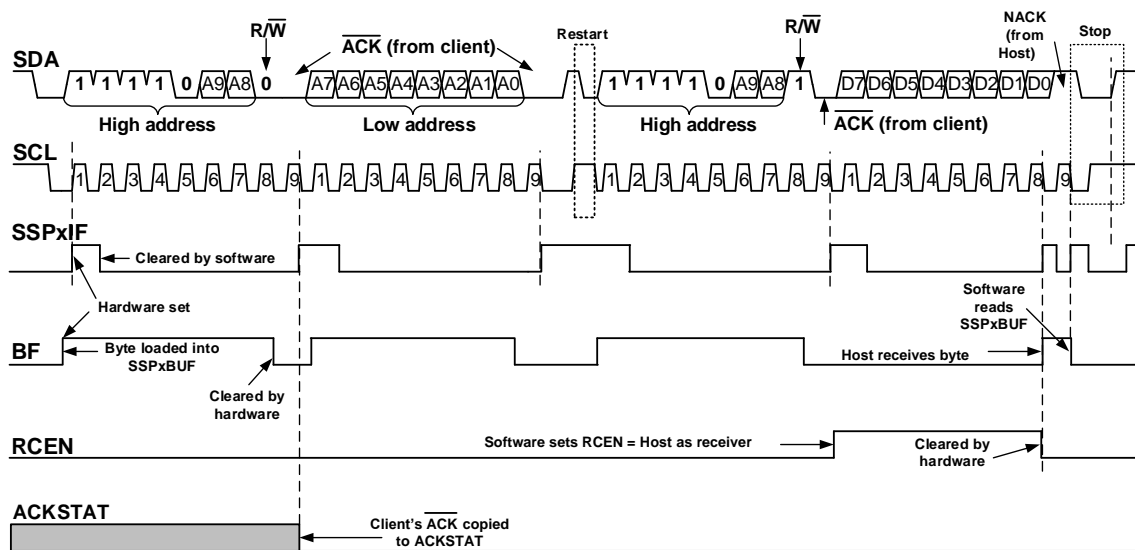 R/W
ACK (from client)
Restart
R/W
NACK
(from
Host)
Stop
SDA
1 1 1 1 0 A9 A8 0 A7 A6 A5 A4 A3 A2 A1 A0 1 1 1 1 0 A9 A8 1 D7 D6 D5 D4 D3 D2 D1 D0
High address
Low address
High address
ACK (from client)
SCL
1 2 3 4 5 6 7 8 9 1 2 3 4 5 6 7 8 9 1 2 3 4 5 6 7 8 9 1 2 3 4 5 6 7 8 9
SSPxIF
Cleared by software
Hardware set
Software
reads
SSPxBUF
BF
Byte loaded into
SSPxBUF
Cleared by
hardware
Host receives byte
RCEN
Software sets RCEN = Host as receiver
Cleared by
hardware
ACKSTAT
Client's ACK copied
to ACKSTAT